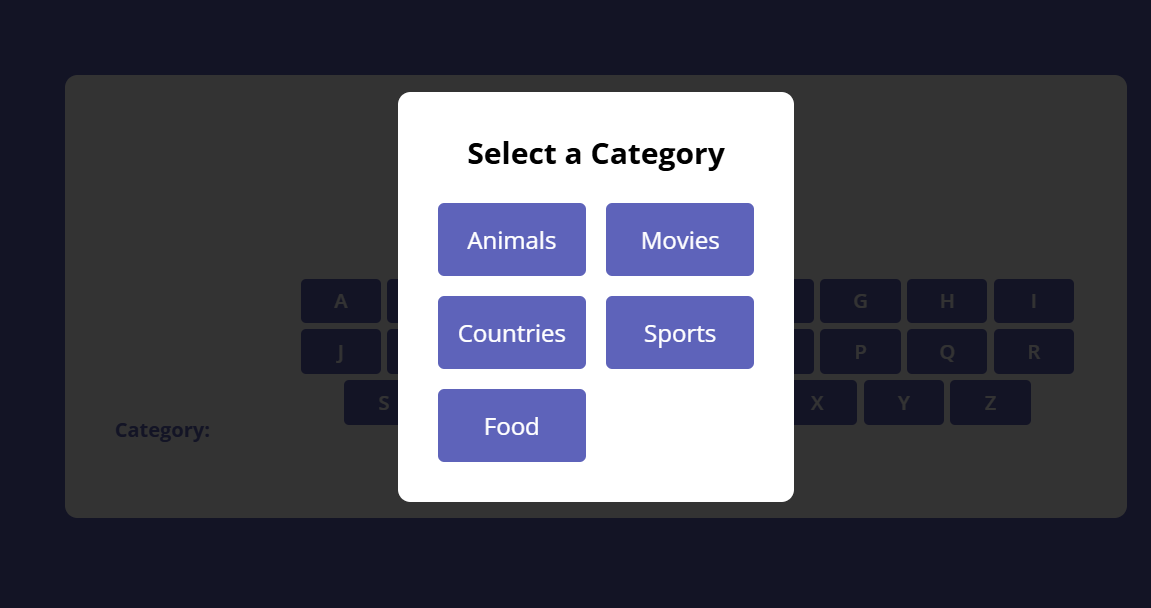 Select a Category
Animals Movies
Countries Sports
Food
A G H I
J P Q R
S X Y Z
Category: